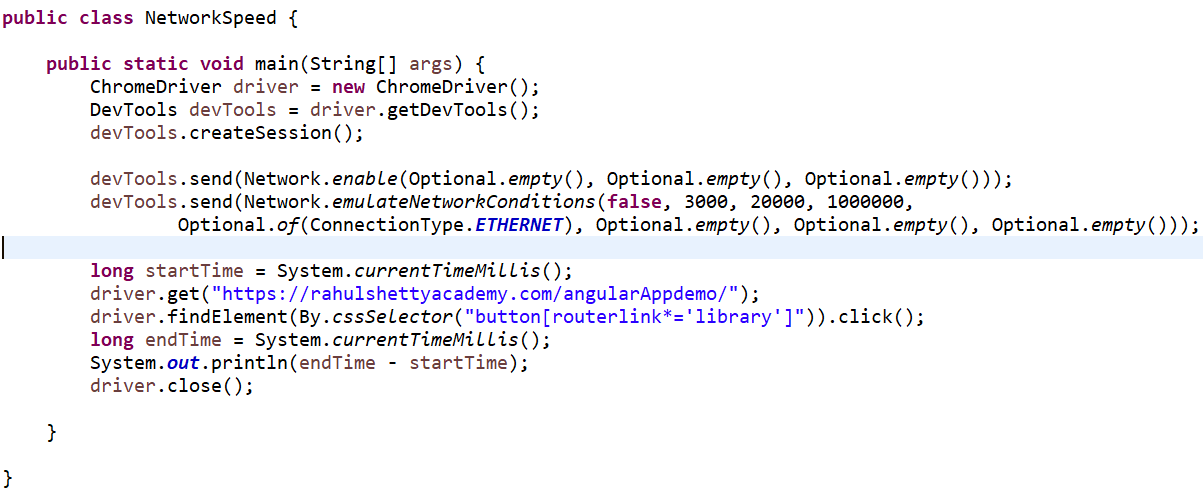 public class NetworkSpeed {
public static void main(String[] args) {
ChromeDriver driver = new ChromeDriver();
DevTools devTools = driver.getDevTools();
devTools.createSession();
devTools.send(Network.enable(Optional.empty(), Optional.empty(), Optional.empty()));
devTools.send(Network.emulateNetworkConditions(false, 3000, 20000, 1000000,
Optional.of(ConnectionType.ETHERNET), Optional.empty(), Optional.empty(), Optional.empty()));
long startTime = System.currentTimeMillis();
driver.get("https://rahulshettyacademy.com/angularAppdemo/");
driver.findElement(By.cssSelector("button[routerlink*='library']")).click();
long endTime = System.currentTimeMillis();
System.out.println(endTime - startTime);
driver.close();
}
}